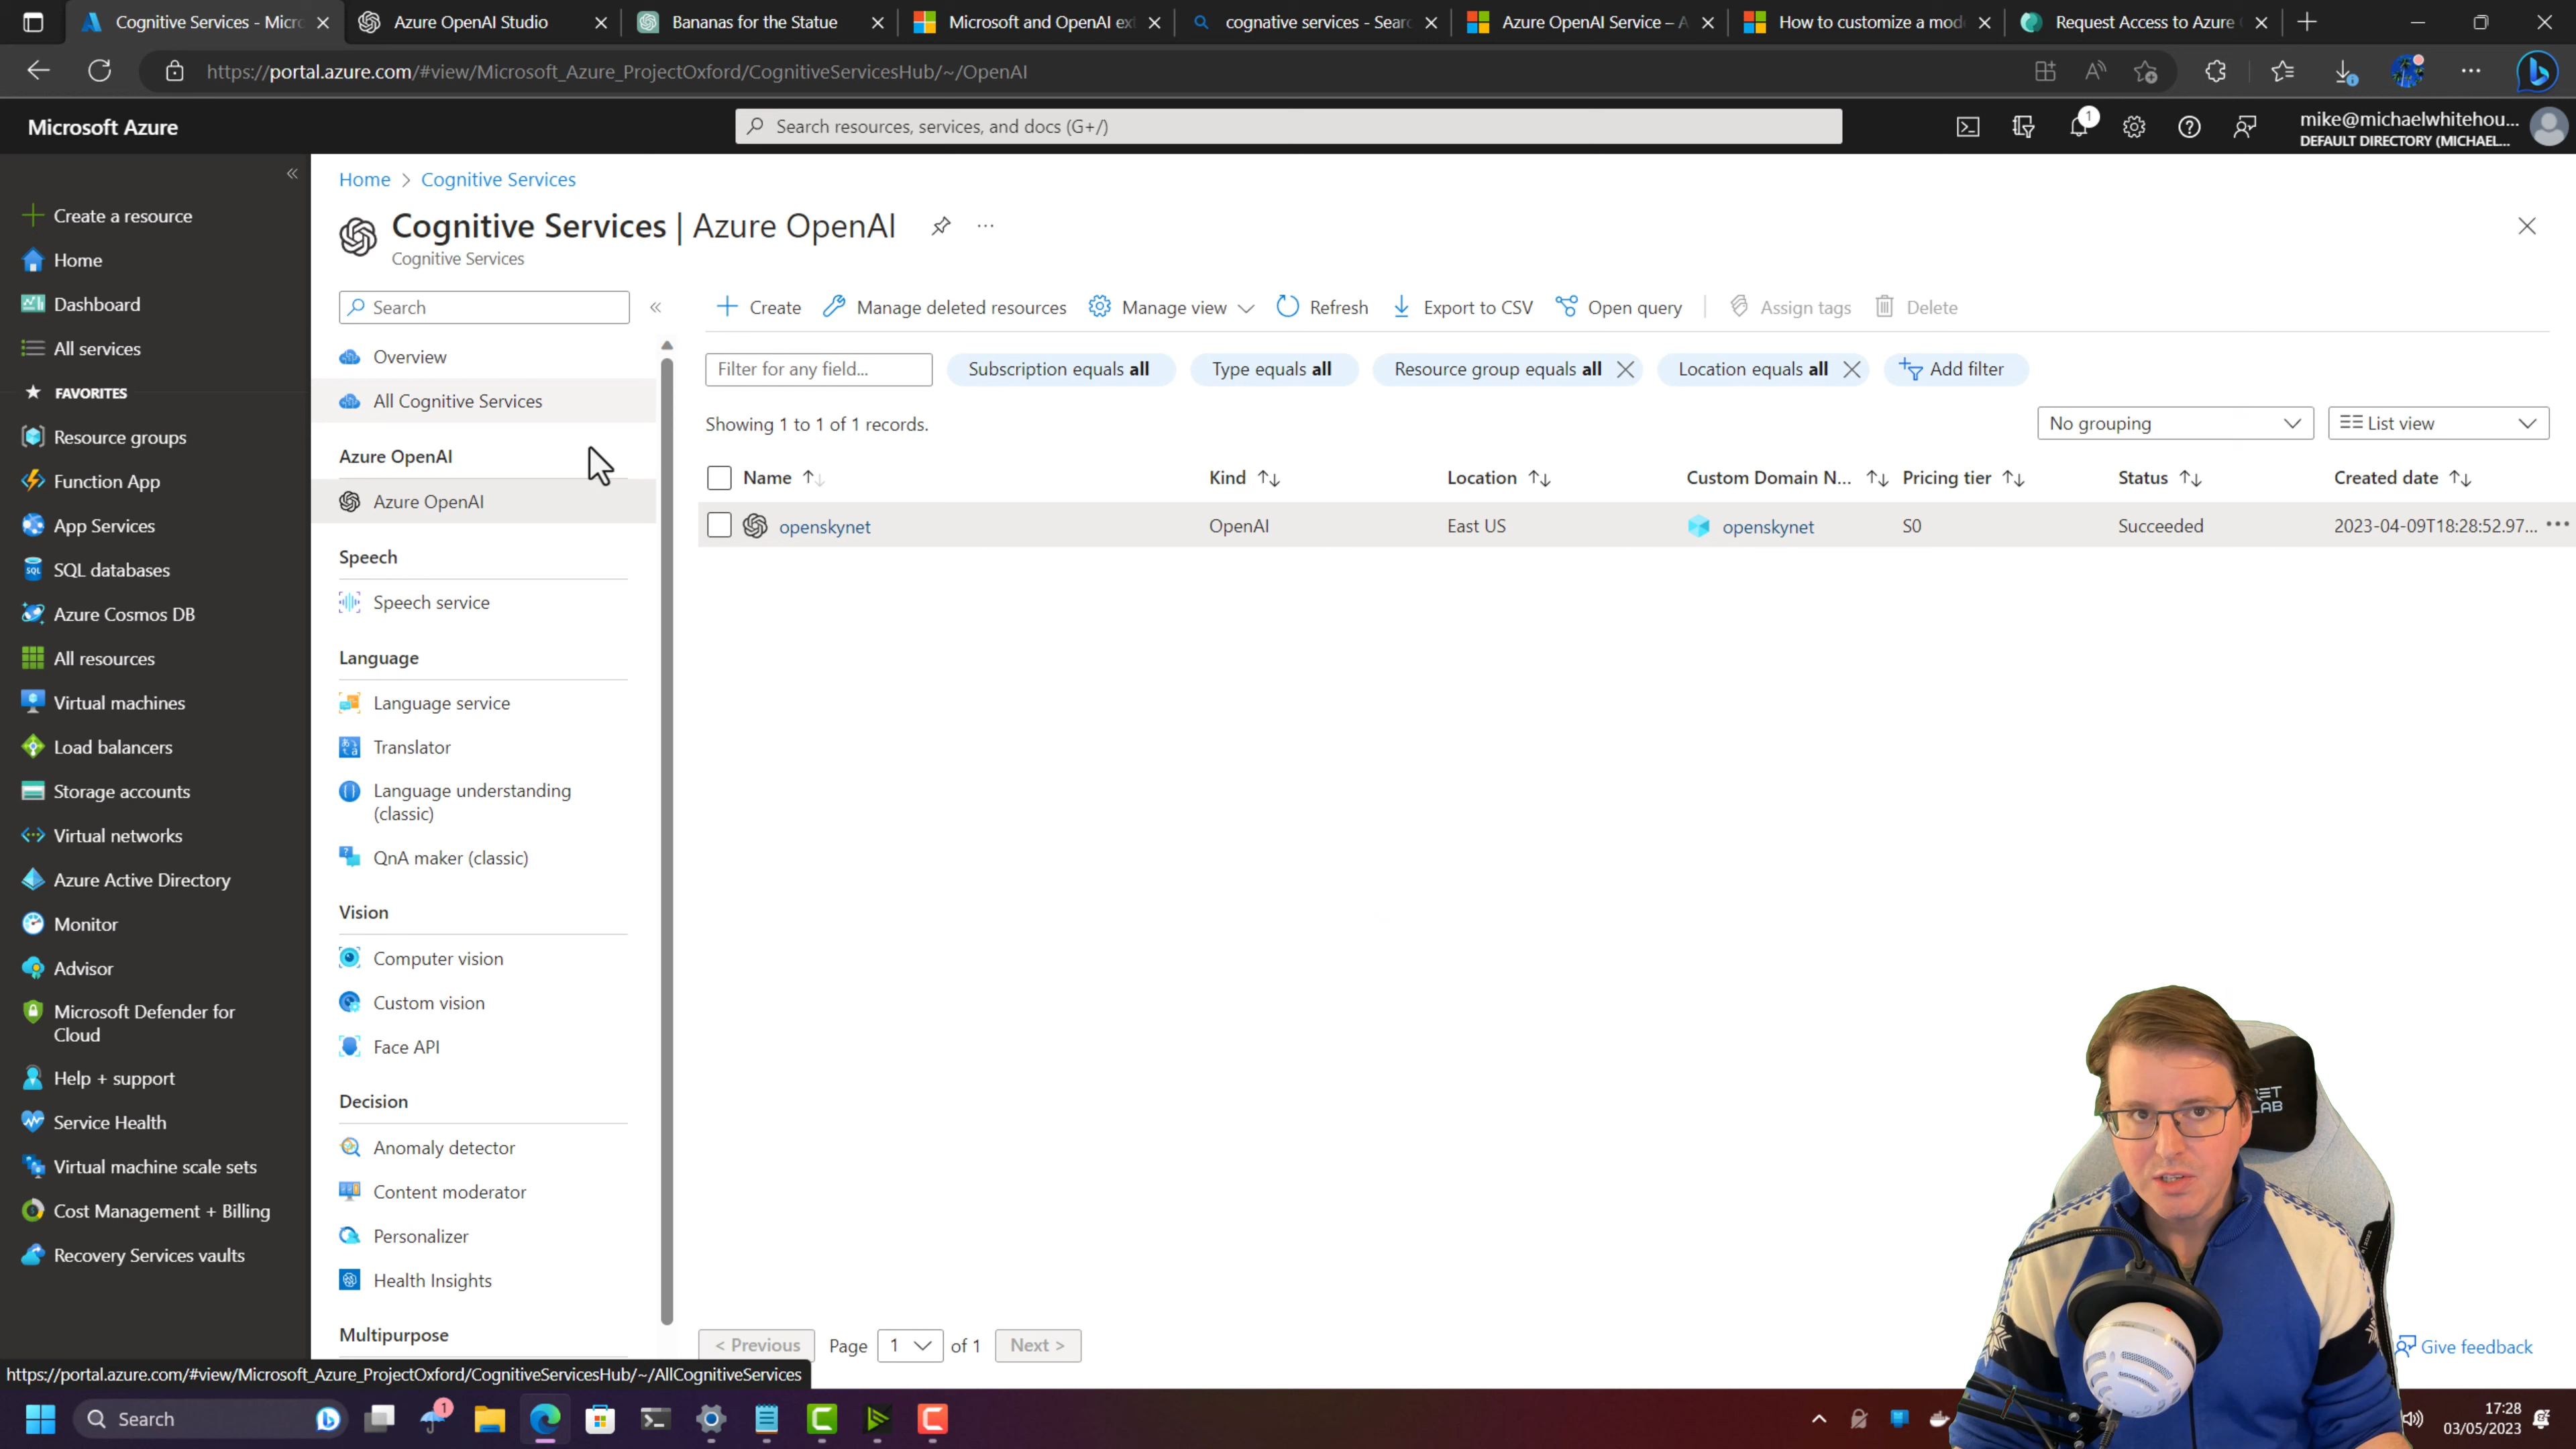 Cognitive Services - Micro
Azure OpenAI Studio
Bananas for the Statue
Microsoft and OpenAI ext
cognative services - Searc
Azure OpenAI Service – A
How to customize a mode
Request Access to Azure
https://portal.azure.com/#view/Microsoft_Azure_ProjectOxford/CognitiveServicesHub/~/OpenAI
Microsoft Azure
Search resources, services, and docs (G+/)
1
mike@michaelwhitehou...
DEFAULT DIRECTORY (MICHAEL...
Create a resource
Home
Dashboard
All services
FAVORITES
Resource groups
Function App
App Services
SQL databases
Azure Cosmos DB
All resources
Virtual machines
Load balancers
Storage accounts
Virtual networks
Azure Active Directory
Monitor
Advisor
Microsoft Defender for
Cloud
Help + support
Service Health
Virtual machine scale sets
Cost Management + Billing
Recovery Services vaults
Home > Cognitive Services
Cognitive Services | Azure OpenAI
Cognitive Services
Search
Overview
All Cognitive Services
Azure OpenAI
Azure OpenAI
Speech
Speech service
Language
Language service
Translator
Language understanding
(classic)
QnA maker (classic)
Vision
Computer vision
Custom vision
Face API
Decision
Anomaly detector
Content moderator
Personalizer
Health Insights
Multipurpose
Create
Manage deleted resources
Manage view
Refresh
Export to CSV
Open query
Assign tags
Delete
Filter for any field...
Subscription equals all
Type equals all
Resource group equals all
Location equals all
Add filter
Showing 1 to 1 of 1 records.
No grouping
List view
Name Kind Location Custom Domain N... Pricing tier Status Created date
openskynet OpenAI East US openskynet S0 Succeeded 2023-04-09T18:28:52.97...
< Previous Page 1 of 1 Next >
Give feedback
https://portal.azure.com/#view/Microsoft_Azure_ProjectOxford/CognitiveServicesHub/~/AllCognitiveServices
Search
1
17:28
03/05/2023